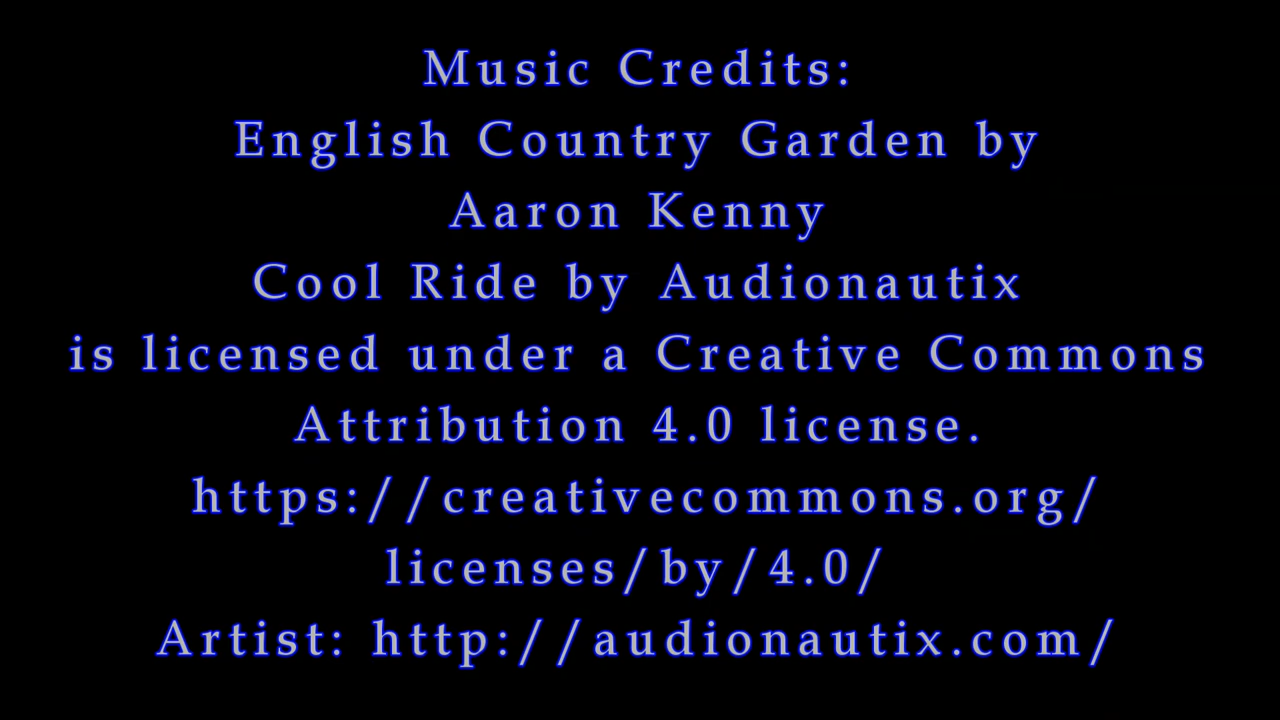 Music Credits:
English Country Garden by
Aaron Kenny
Cool Ride by Audionautix
is licensed under a Creative Commons
Attribution 4.0 license.
https://creativecommons.org/
licenses/by/4.0/
Artist: http://audionautix.com/